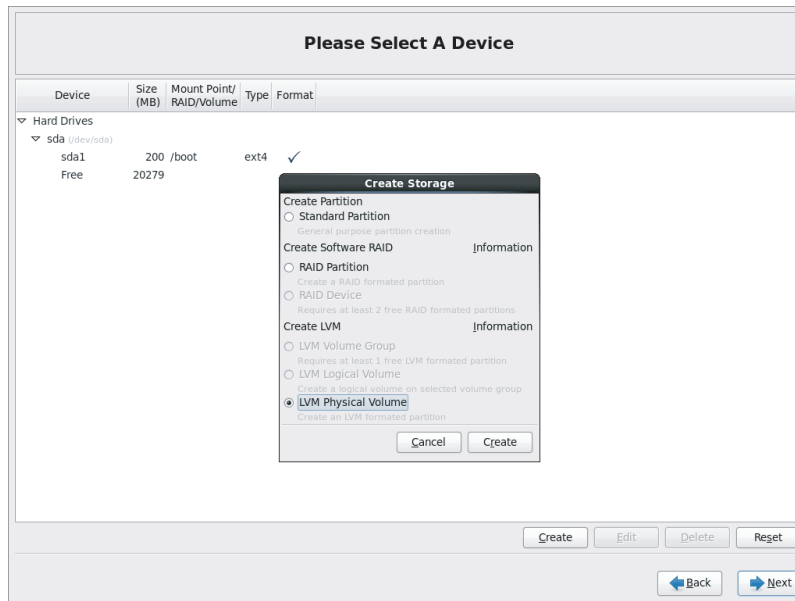 Please Select A Device
Device Size (MB) Mount Point/ RAID/Volume Type Format
Hard Drives
sda (/dev/sda)
sda1 200 /boot ext4 ✓
Free 20279
Create Storage
Create Partition
Standard Partition
General purpose partition creation
Create Software RAID Information
RAID Partition
Create a RAID formated partition
RAID Device
Requires at least 2 free RAID formated partitions
Create LVM Information
LVM Volume Group
Requires at least 1 free LVM formated partition
LVM Logical Volume
Create a logical volume on selected volume group
LVM Physical Volume
Create an LVM formated partition
Cancel Create
Create Edit Delete Reset
Back Next